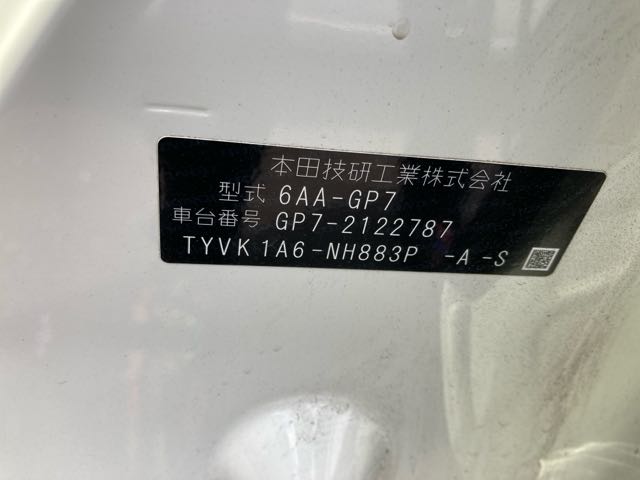 本田技研工業株式会社
型式 6AA-GP7
車台番号 GP7-2122787
TYVK1A6-NH883P -A -S